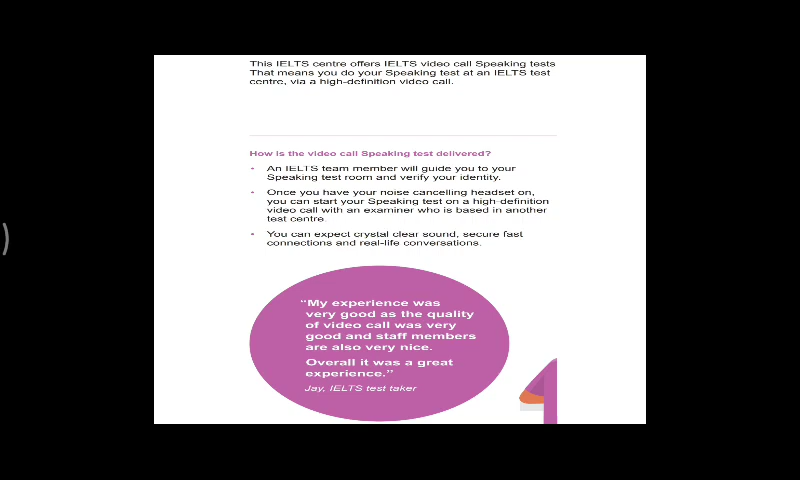 This IELTS centre offers IELTS video call Speaking tests
That means you do your Speaking test at an IELTS test
centre, via a high-definition video call.
How is the video call Speaking test delivered?
An IELTS team member will guide you to your
Speaking test room and verify your identity.
Once you have your noise cancelling headset on,
you can start your Speaking test on a high-definition
video call with an examiner who is based in another
test centre.
You can expect crystal clear sound, secure fast
connections and real-life conversations.
“My experience was
very good as the quality
of video call was very
good and staff members
are also very nice.
Overall it was a great
experience.”
Jay, IELTS test taker